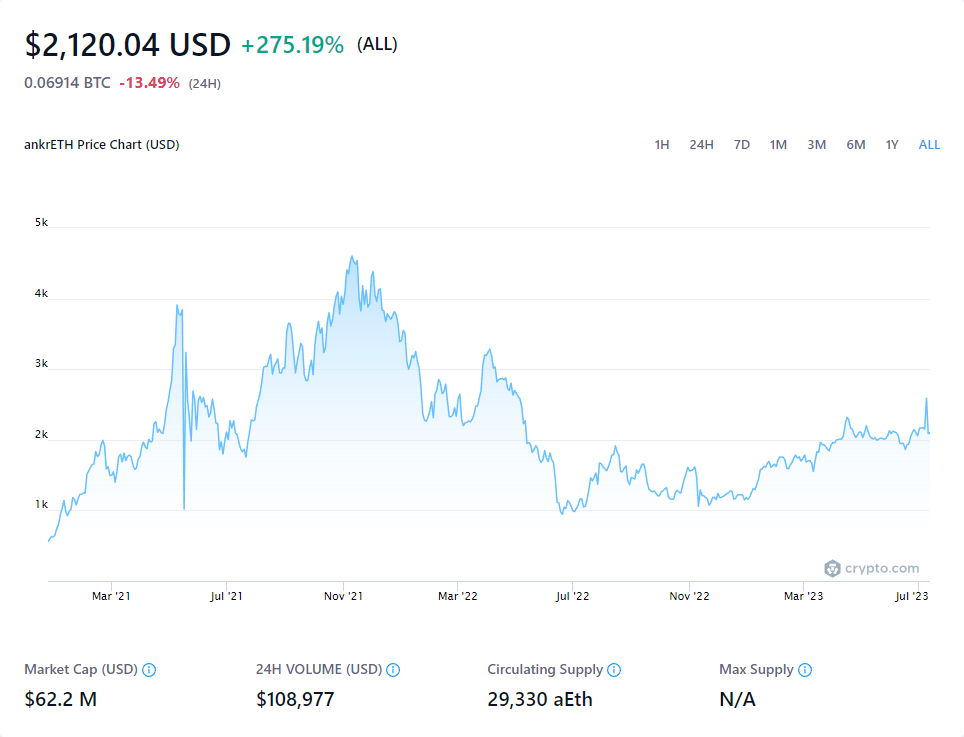 $2,120.04 USD +275.19% (ALL)
0.06914 BTC -13.49% (24H)
ankrETH Price Chart (USD) 1H 24H 7D 1M 3M 6M 1Y ALL
5k
4k
3k
2k
1k
crypto.com
Mar '21 Jul '21 Nov '21 Mar '22 Jul '22 Nov '22 Mar '23 Jul '23
Market Cap (USD) 24H VOLUME (USD) Circulating Supply Max Supply
$62.2 M $108,977 29,330 aEth N/A